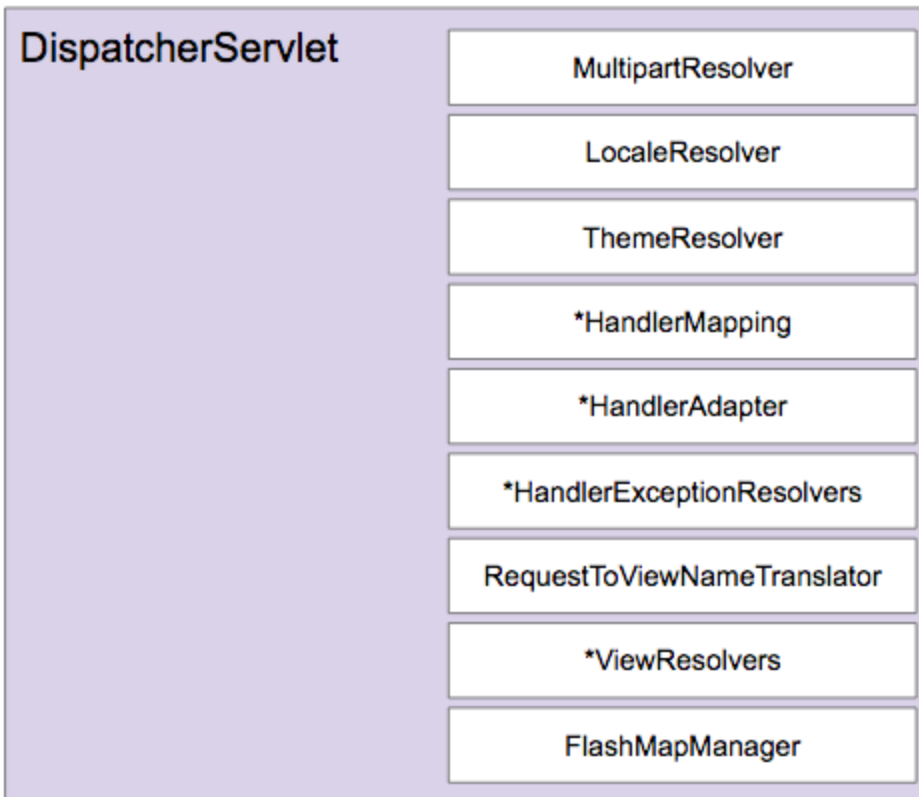 DispatcherServlet
MultipartResolver
LocaleResolver
ThemeResolver
*HandlerMapping
*HandlerAdapter
*HandlerExceptionResolvers
RequestToViewNameTranslator
*ViewResolvers
FlashMapManager